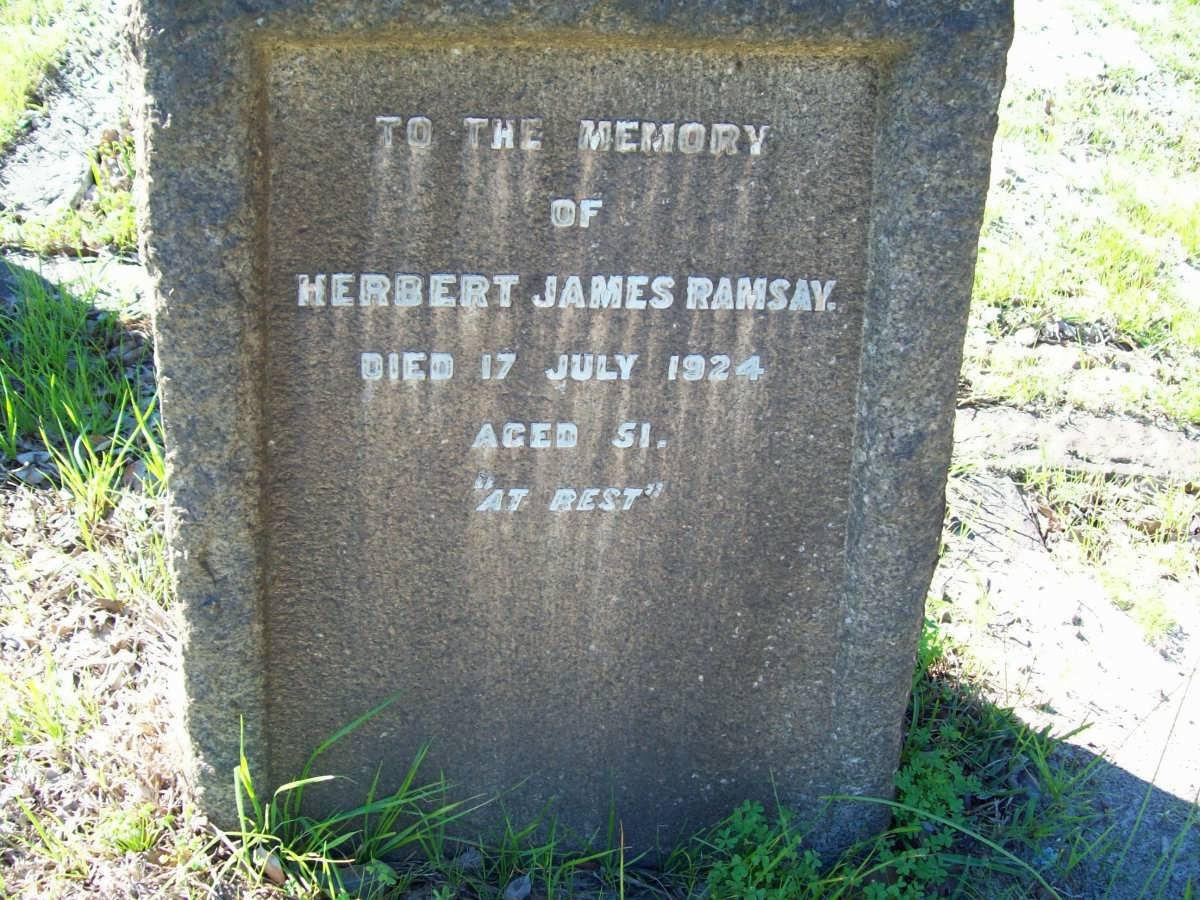 TO THE MEMORY
OF
HERBERT JAMES RAMSAY.
DIED 17 JULY 1924
AGED 51.
"AT REST"